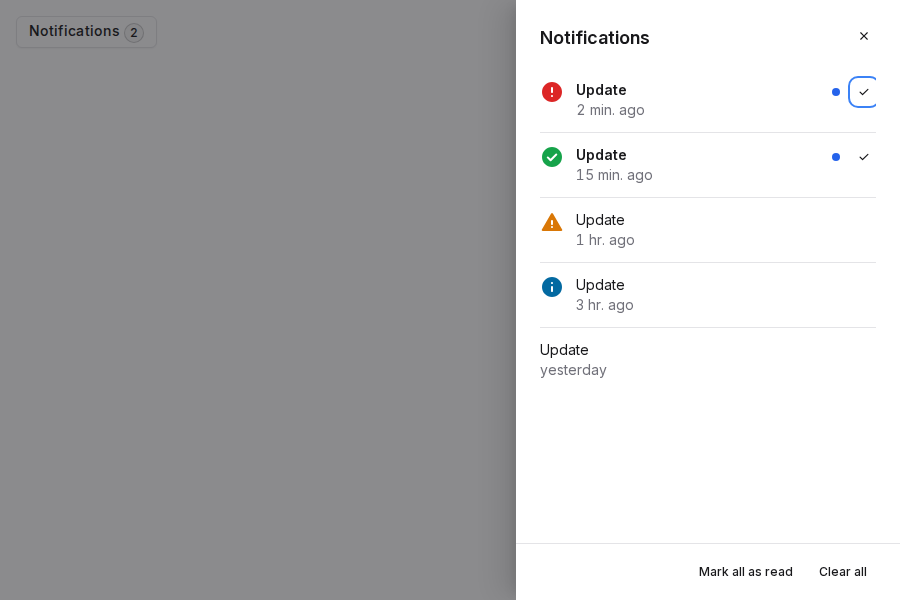 Notifications 2
Notifications
Update
2 min. ago
Update
15 min. ago
Update
1 hr. ago
Update
3 hr. ago
Update
yesterday
Mark all as read
Clear all